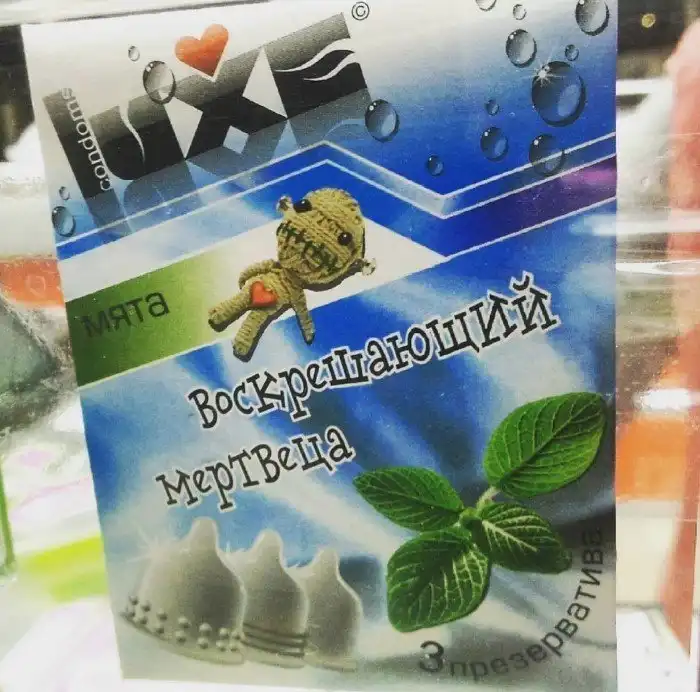 ©
LUXE
condoms
мята
Воскрешающий
мертвеца
3 презерватива